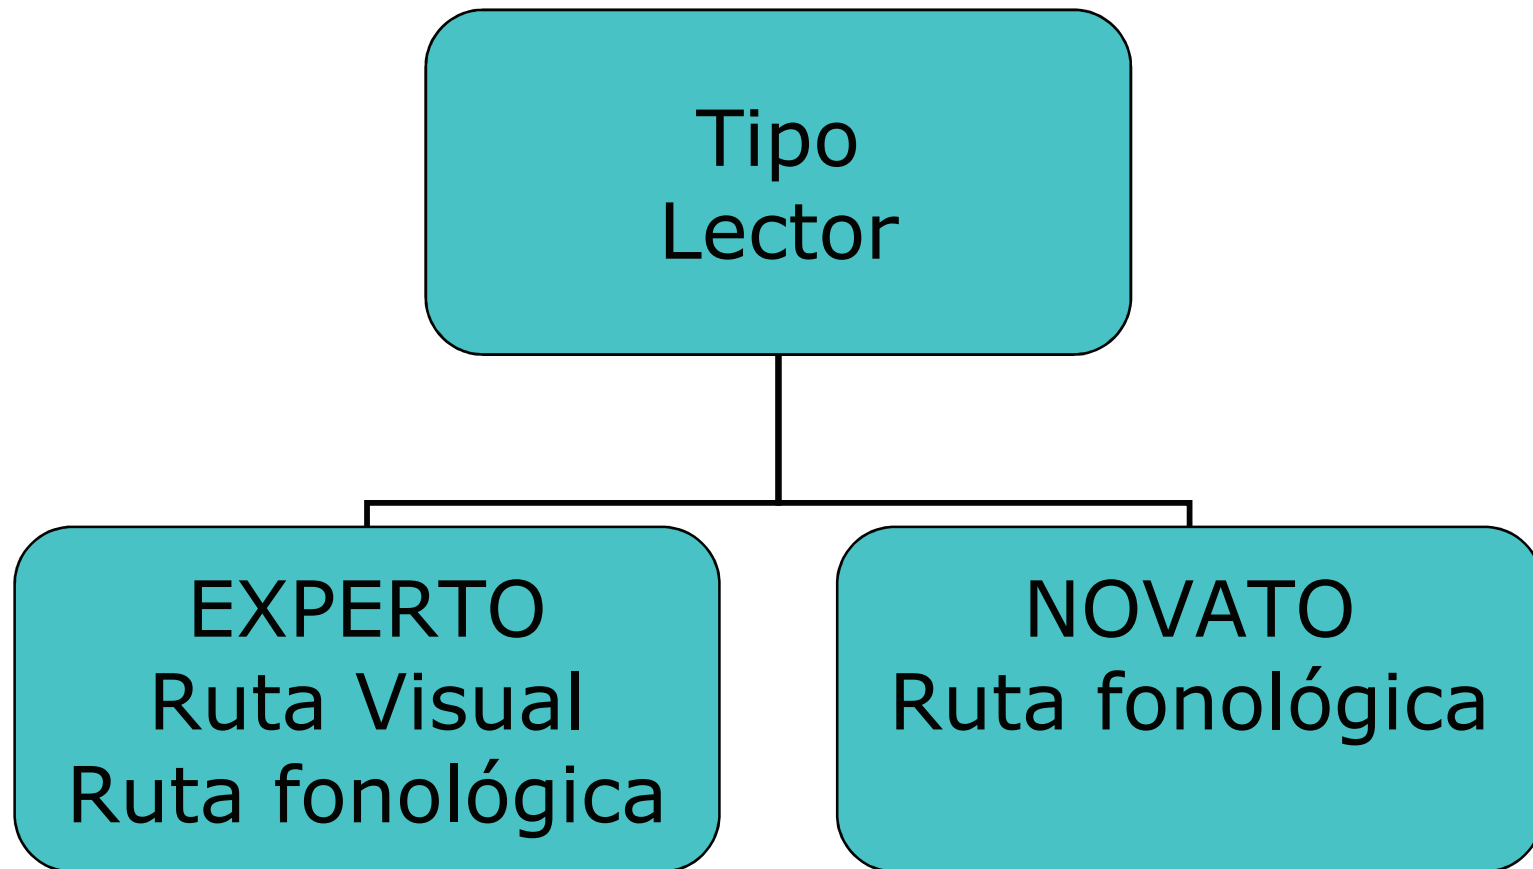 Tipo
Lector
EXPERTO
Ruta Visual
Ruta fonológica
NOVATO
Ruta fonológica